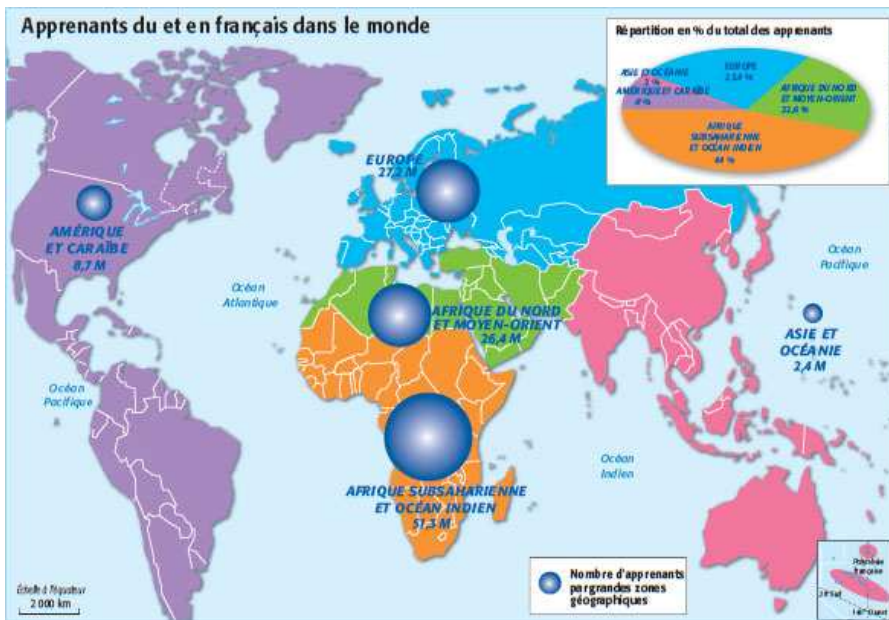 Apprenants du et en français dans le monde
Répartition en % du total des apprenants
EUROPE
ASIE ET OCÉANIE
2 %
AMÉRIQUE ET CARAÏBE
AFRIQUE DU NORD
ET MOYEN-ORIENT
AFRIQUE
SUBSAHARIENNE
ET OCÉAN INDIEN
44 %
EUROPE
27,2 M
AMÉRIQUE
ET CARAÏBE
8,7 M
Océan
Atlantique
Océan
Pacifique
AFRIQUE DU NORD
ET MOYEN-ORIENT
26,4 M
ASIE ET
OCÉANIE
2,4 M
Océan
Pacifique
Océan
Indien
AFRIQUE SUBSAHARIENNE
ET OCÉAN INDIEN
51,3 M
Nombre d'apprenants
par grandes zones
géographiques
Échelle à l'équateur
2 000 km
Polynésie
française